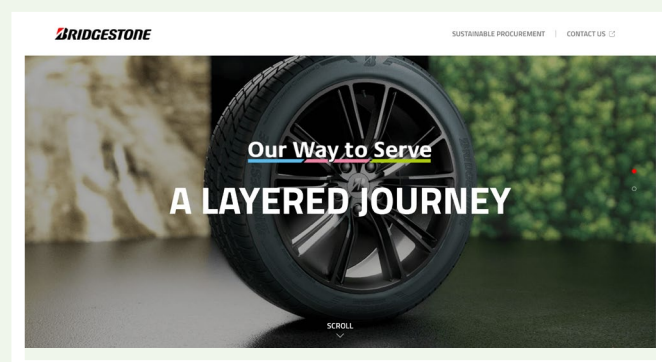 BRIDGESTONE
SUSTAINABLE PROCUREMENT
CONTACT US
Our Way to Serve
A LAYERED JOURNEY
SCROLL